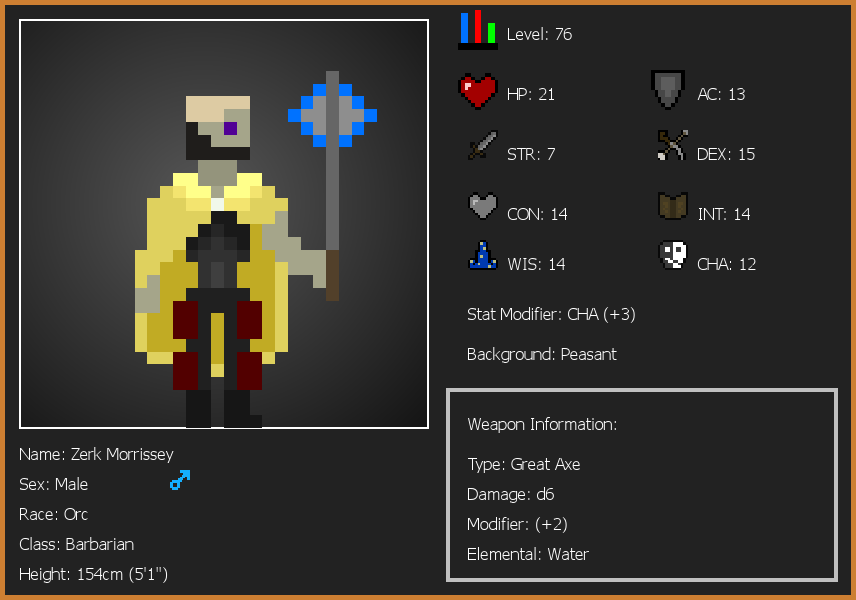 Level: 76
HP: 21
AC: 13
STR: 7
DEX: 15
CON: 14
INT: 14
WIS: 14
CHA: 12
Stat Modifier: CHA (+3)
Background: Peasant
Weapon Information:
Type: Great Axe
Damage: d6
Modifier: (+2)
Elemental: Water
Name: Zerk Morrissey
Sex: Male
Race: Orc
Class: Barbarian
Height: 154cm (5'1")